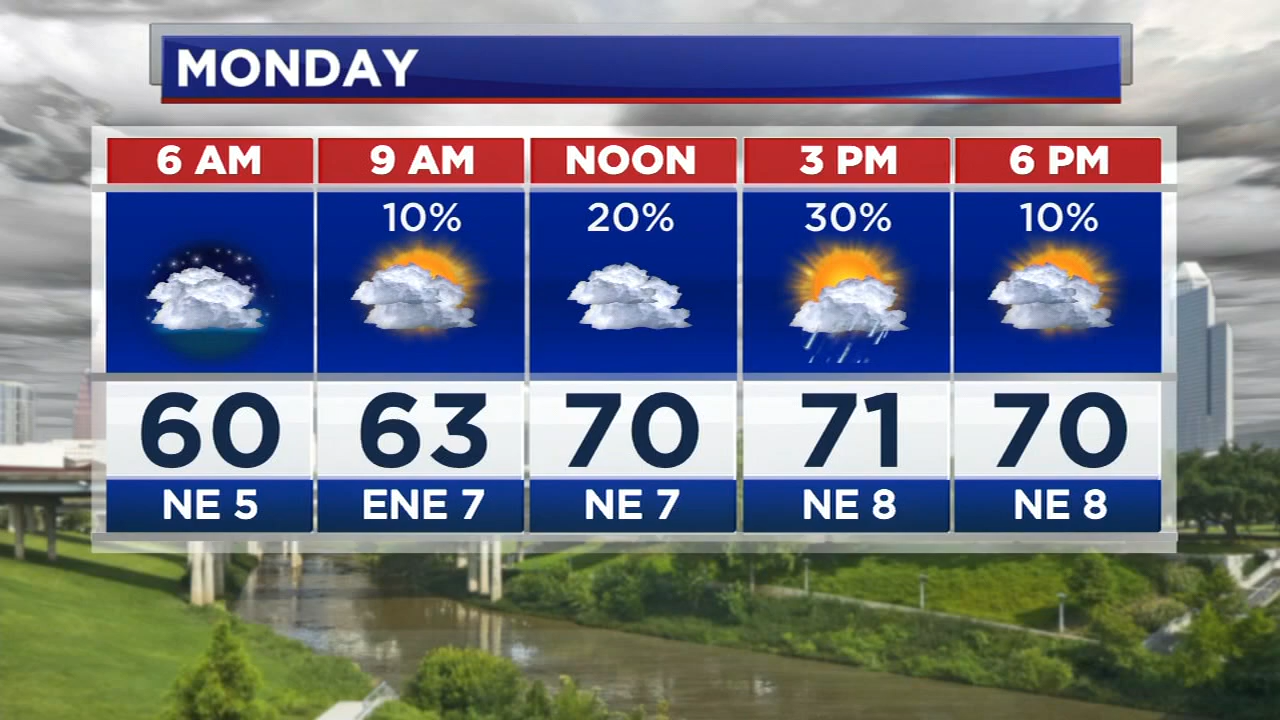 MONDAY
6 AM 9 AM NOON 3 PM 6 PM
10% 20% 30% 10%
60 63 70 71 70
NE 5 ENE 7 NE 7 NE 8 NE 8